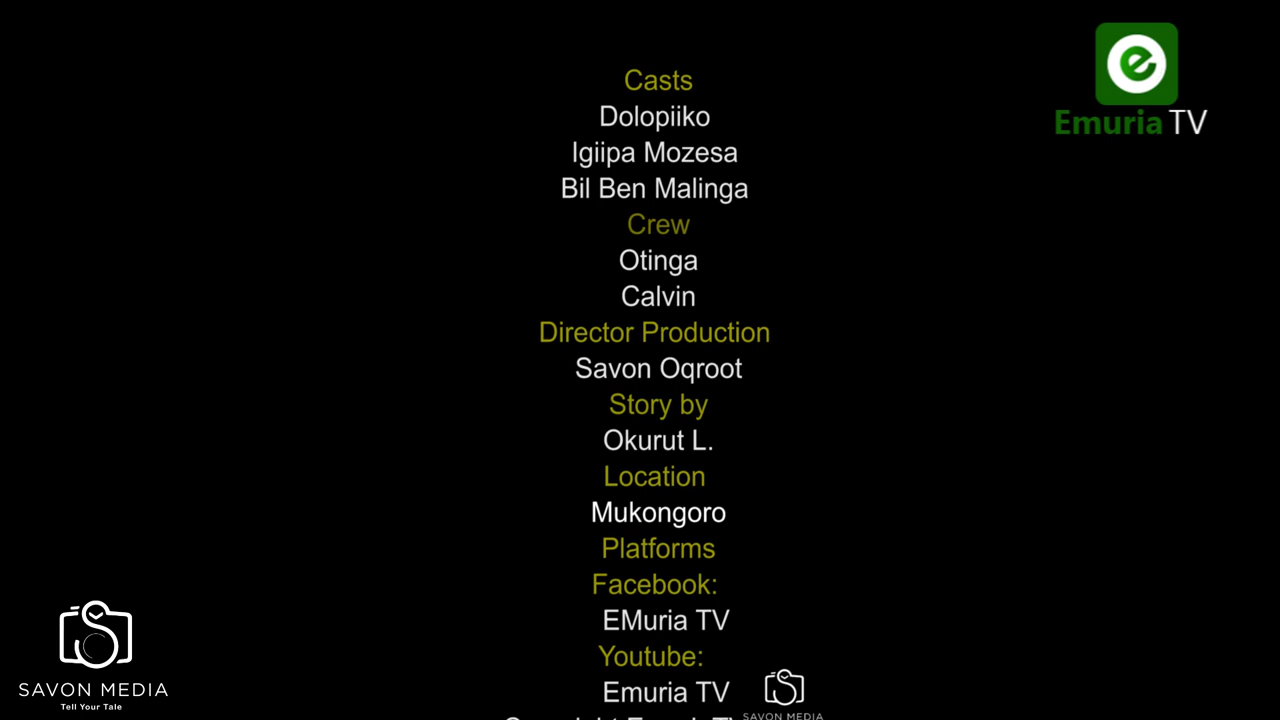 Emuria TV
Casts
Dolopiiko
Igiipa Mozesa
Bil Ben Malinga
Crew
Otinga
Calvin
Director Production
Savon Oqroot
Story by
Okurut L.
Location
Mukongoro
Platforms
Facebook:
EMuria TV
Youtube:
Emuria TV
SAVON MEDIA
Tell Your Tale
SAVON MEDIA